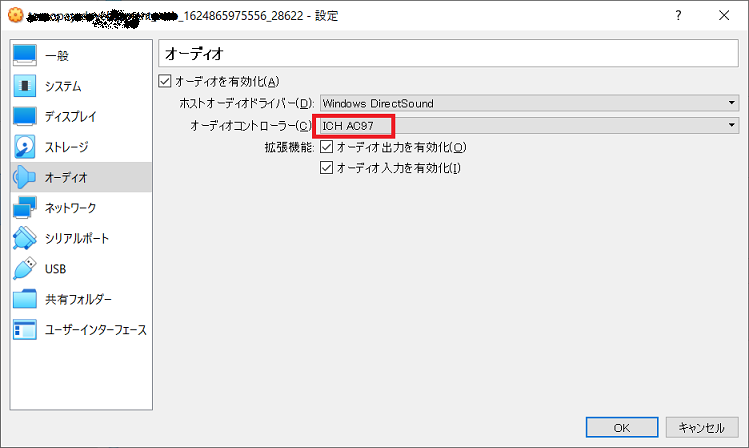 _1624865975556_28622 - 設定
?
一般
システム
ディスプレイ
ストレージ
オーディオ
ネットワーク
シリアルポート
USB
共有フォルダー
ユーザーインターフェース
オーディオ
オーディオを有効化(A)
ホストオーディオドライバー(D): Windows DirectSound
オーディオコントローラー(C) ICH AC97
拡張機能: オーディオ出力を有効化(O)
オーディオ入力を有効化(I)
OK
キャンセル